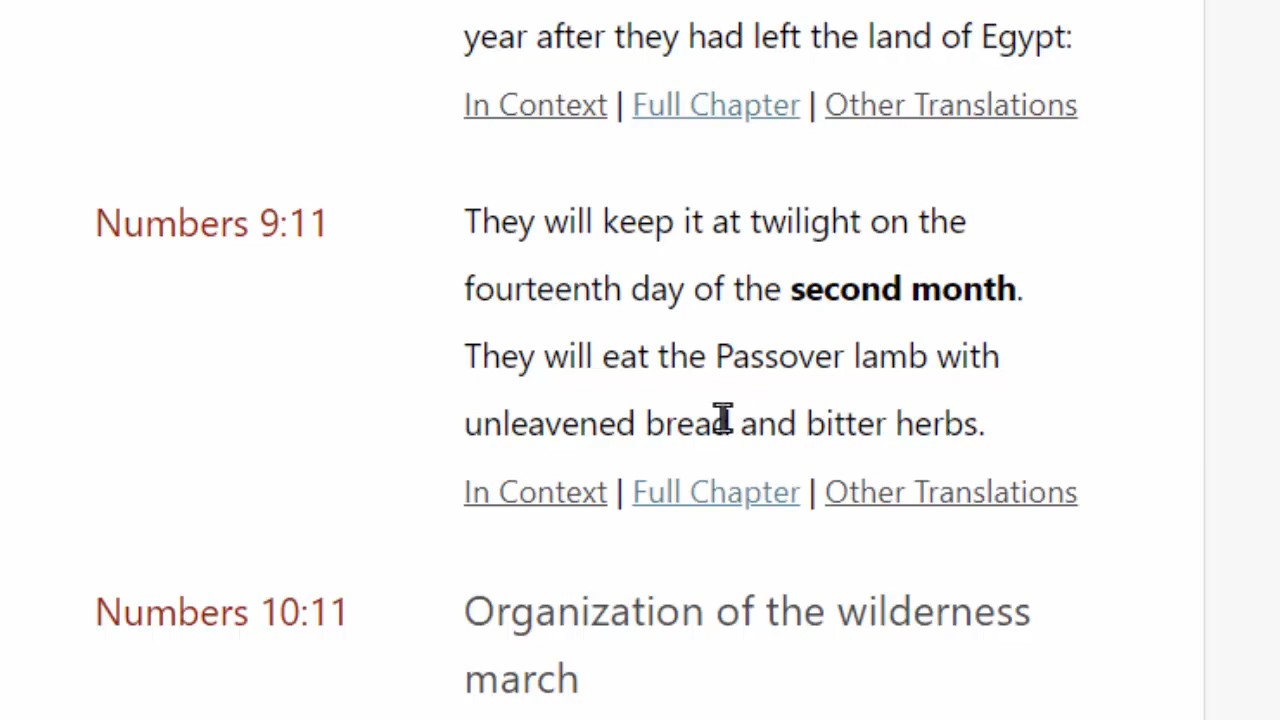 year after they had left the land of Egypt:
In Context | Full Chapter | Other Translations
Numbers 9:11
They will keep it at twilight on the
fourteenth day of the second month.
They will eat the Passover lamb with
unleavened bread and bitter herbs.
In Context | Full Chapter | Other Translations
Numbers 10:11
Organization of the wilderness
march